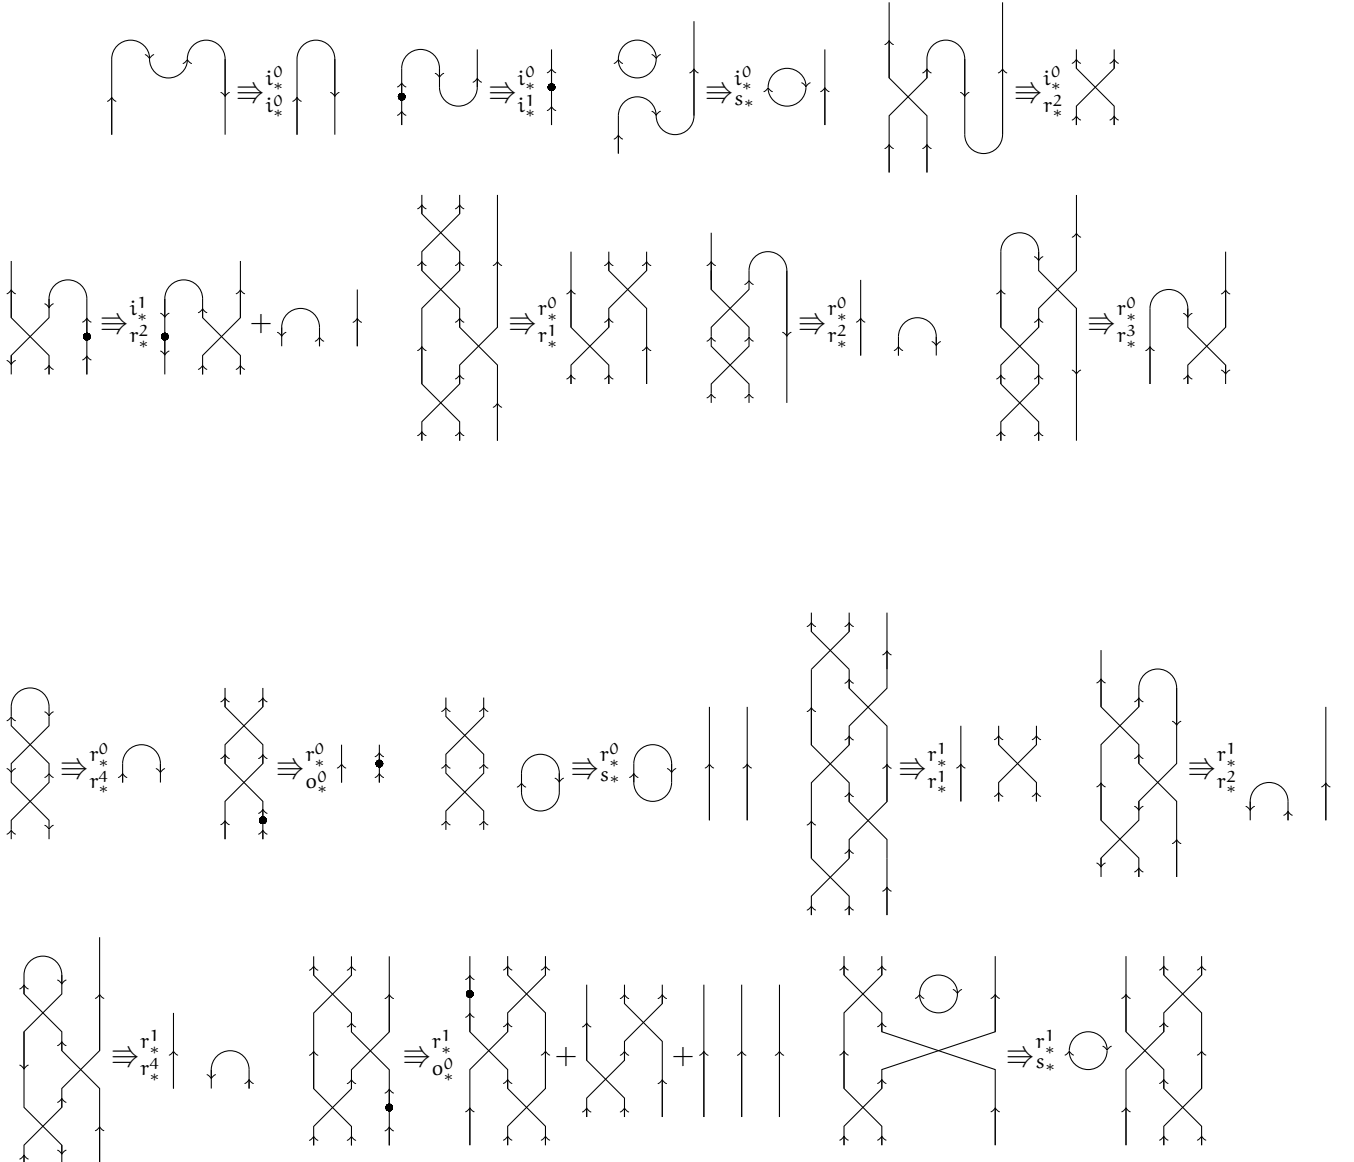 ⇛ i⁰* i⁰* ⇛ i⁰* i¹* ⇛ i⁰* s* ⇛ i⁰* r²*
⇛ i¹* r²* + ⇛ r⁰* r¹* ⇛ r⁰* r²* ⇛ r⁰* r³*
⇛ r⁰* r⁴* ⇛ r⁰* o⁰* ⇛ r⁰* s* ⇛ r¹* r¹* ⇛ r¹* r²*
⇛ r¹* r⁴* ⇛ r¹* o⁰* + + ⇛ r¹* s*